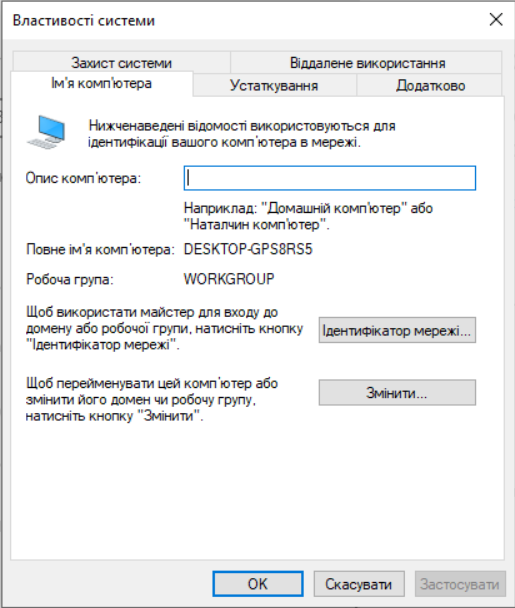 Властивості системи
Захист системи
Віддалене використання
Ім'я комп'ютера
Устаткування
Додатково
Нижченаведені відомості використовуються для
ідентифікації вашого комп'ютера в мережі.
Опис комп'ютера:
Наприклад: "Домашній комп'ютер" або
"Наталчин комп'ютер".
Повне ім'я комп'ютера: DESKTOP-GPS8RS5
Робоча група: WORKGROUP
Щоб використати майстер для входу до
домену або робочої групи, натисніть кнопку
"Ідентифікатор мережі".
Ідентифікатор мережі...
Щоб перейменувати цей комп'ютер або
змінити його домен чи робочу групу,
натисніть кнопку "Змінити".
Змінити...
OK
Скасувати
Застосувати